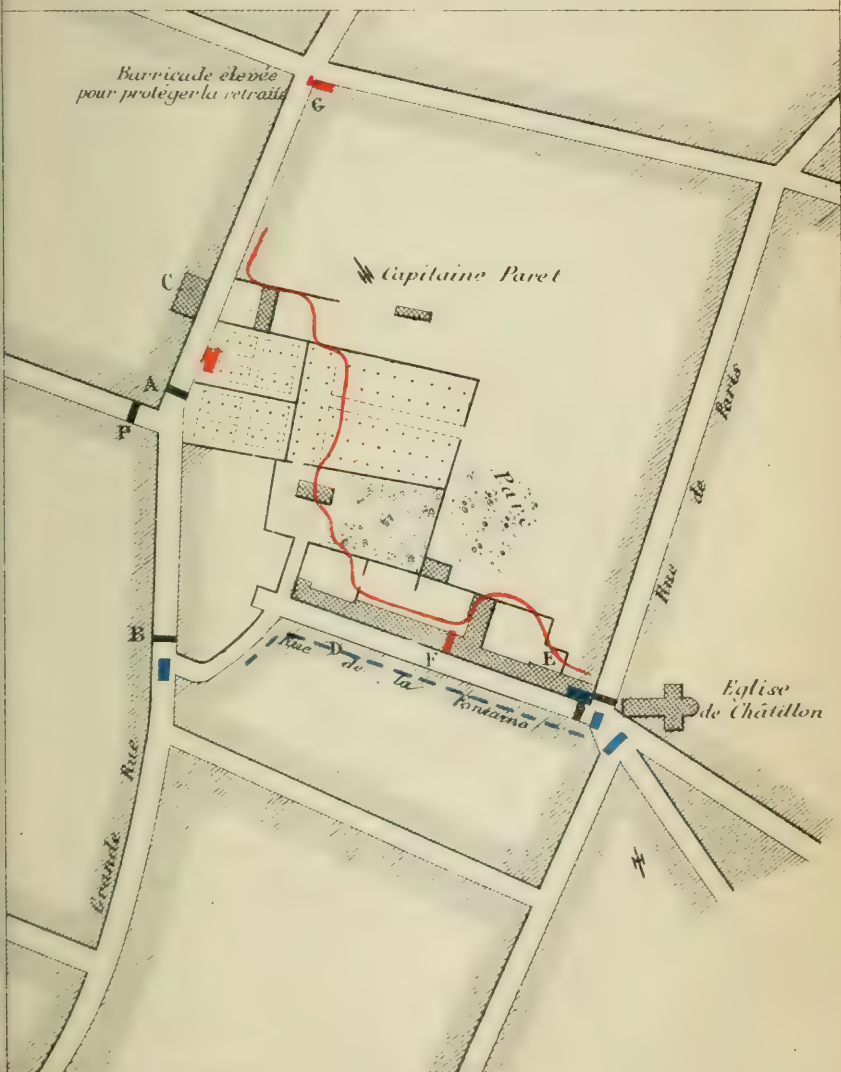 Barricade élevée
pour protéger la retraite
G
Capitaine Paret
C
A
P
Rue de Paris
Parc
B
Rue de la Fontaine
D
F
E
S
Eglise
de Châtillon
Grande Rue